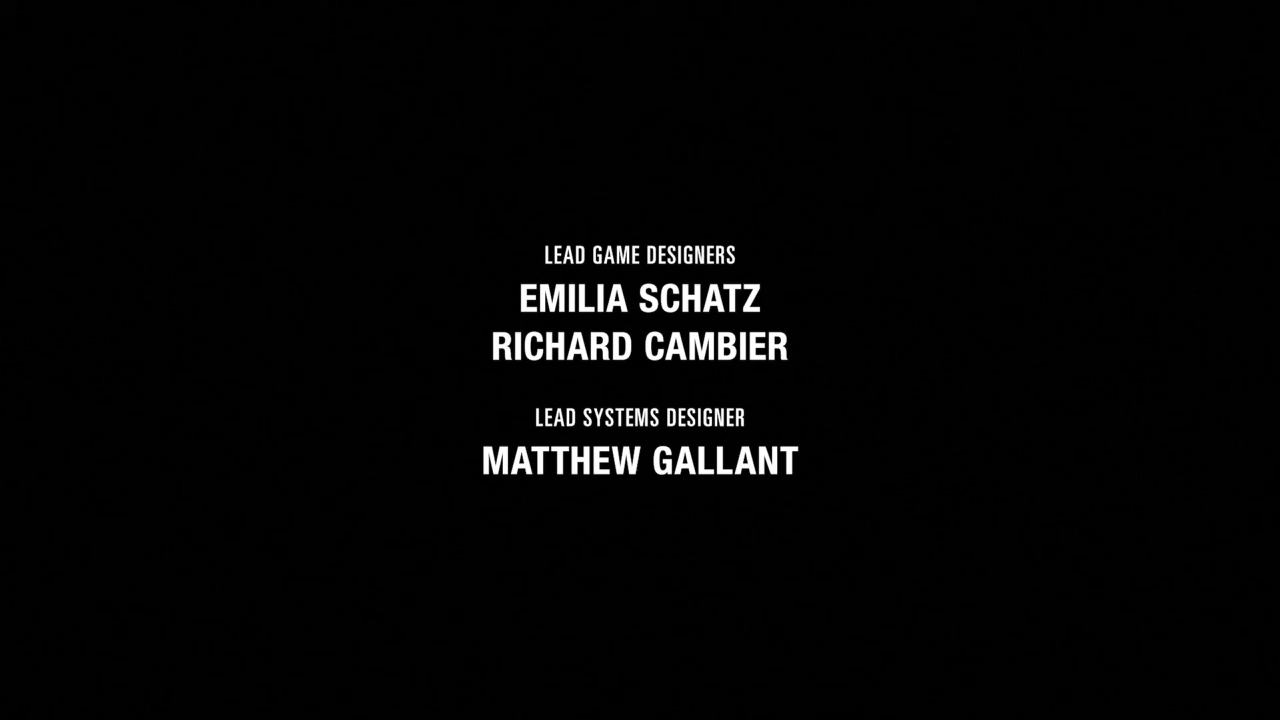 LEAD GAME DESIGNERS
EMILIA SCHATZ
RICHARD CAMBIER
LEAD SYSTEMS DESIGNER
MATTHEW GALLANT